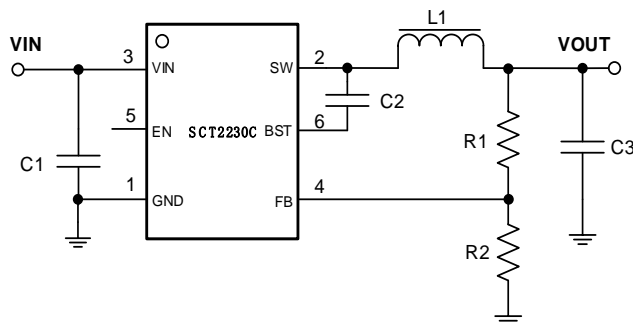 L1
VIN
VOUT
3
VIN
SW
2
C2
5
EN
SCT2230C
BST
6
R1
C3
C1
1
GND
FB
4
R2